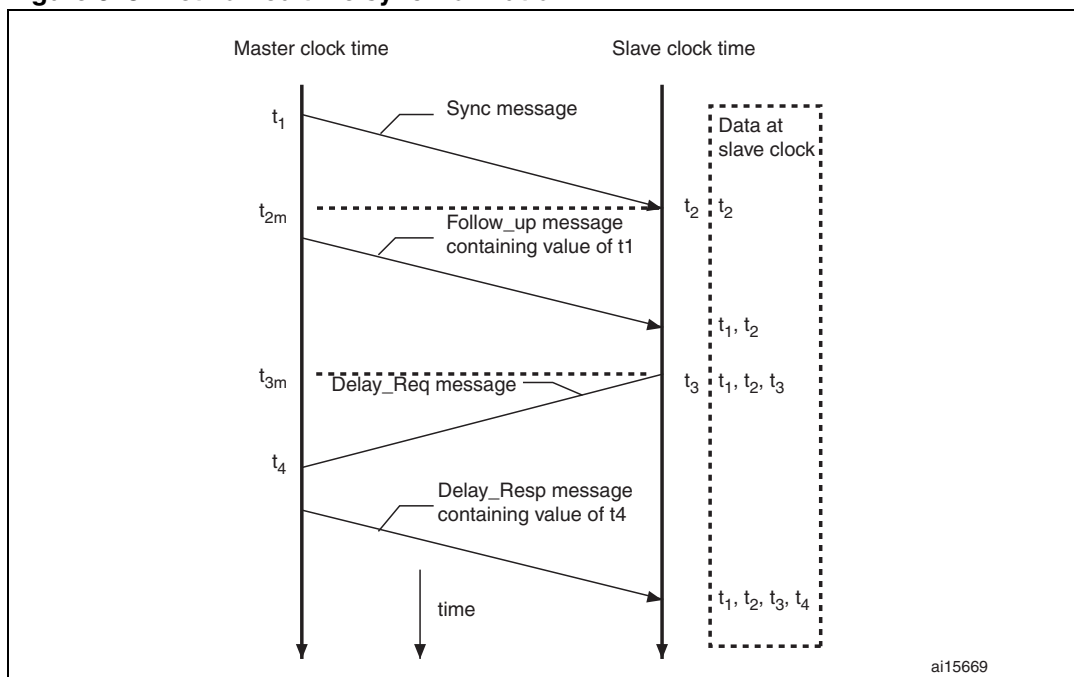 Master clock time
Slave clock time
t1
Sync message
Data at
slave clock
t2m
t2
t2
Follow_up message
containing value of t1
t1, t2
t3m
Delay_Req message
t3
t1, t2, t3
t4
Delay_Resp message
containing value of t4
t1, t2, t3, t4
time
ai15669